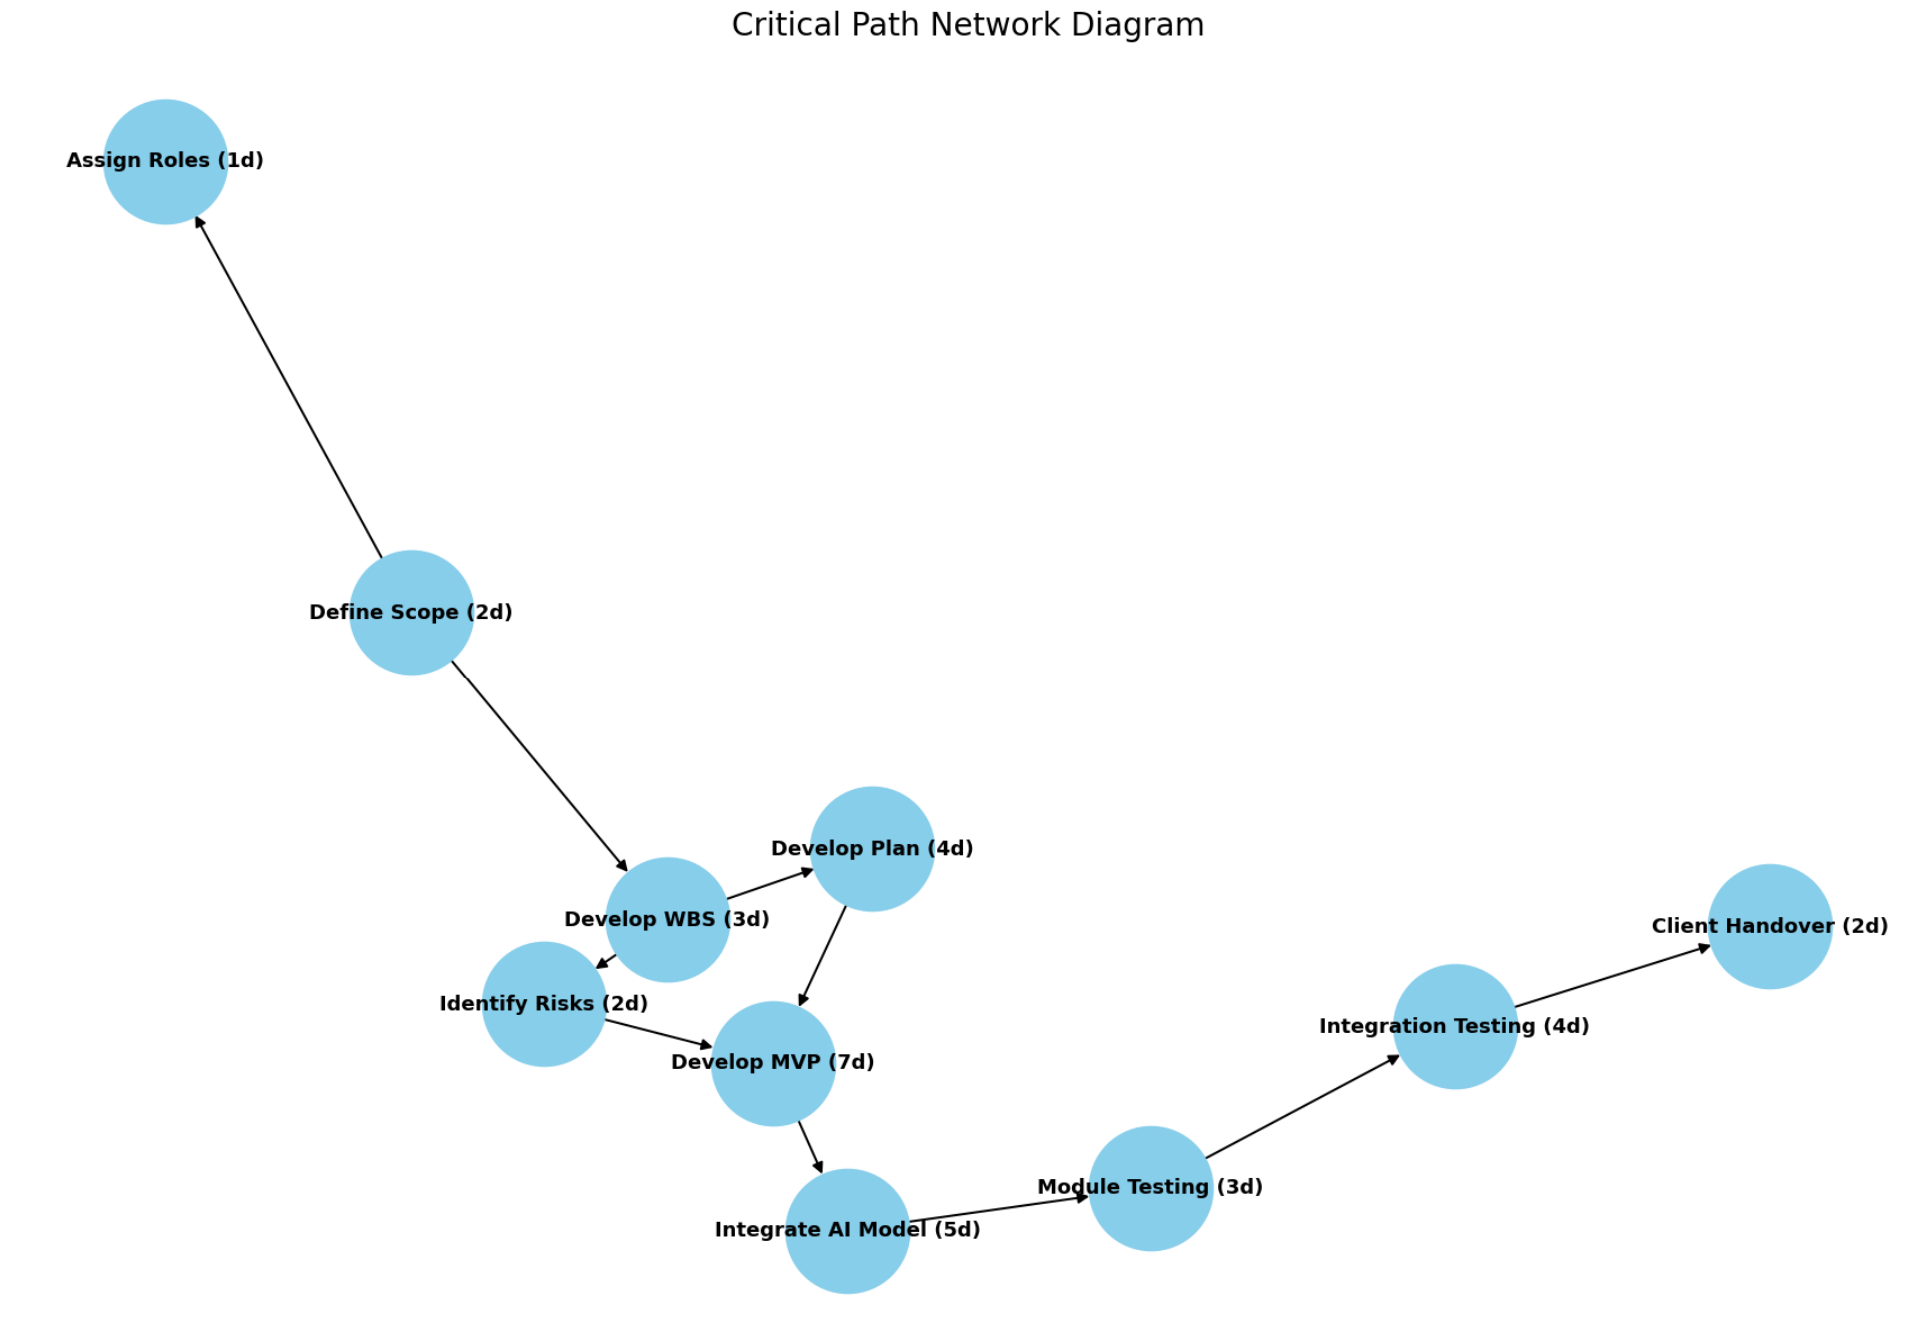 Critical Path Network Diagram
Assign Roles (1d)
Define Scope (2d)
Develop Plan (4d)
Develop WBS (3d)
Client Handover (2d)
Identify Risks (2d)
Integration Testing (4d)
Develop MVP (7d)
Module Testing (3d)
Integrate AI Model (5d)